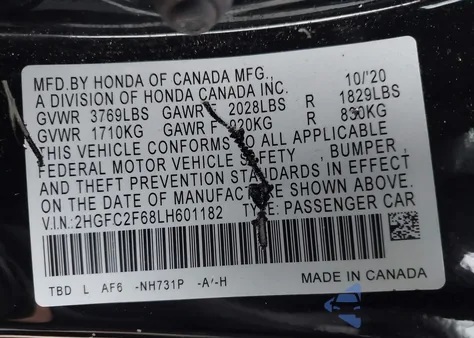 MFD.BY HONDA OF CANADA MFG., 10/'20
A DIVISION OF HONDA CANADA INC.
GVWR 3769LBS GAWR F 2028LBS R 1829LBS
GVWR 1710KG GAWR F 920KG R 830KG
THIS VEHICLE CONFORMS TO ALL APPLICABLE
FEDERAL MOTOR VEHICLE SAFETY , BUMPER ,
AND THEFT PREVENTION STANDARDS IN EFFECT
ON THE DATE OF MANUFACTURE SHOWN ABOVE.
V.I.N.: 2HGFC2F68LH601182 TYPE: PASSENGER CAR
TBD L AF6 -NH731P -A -H MADE IN CANADA